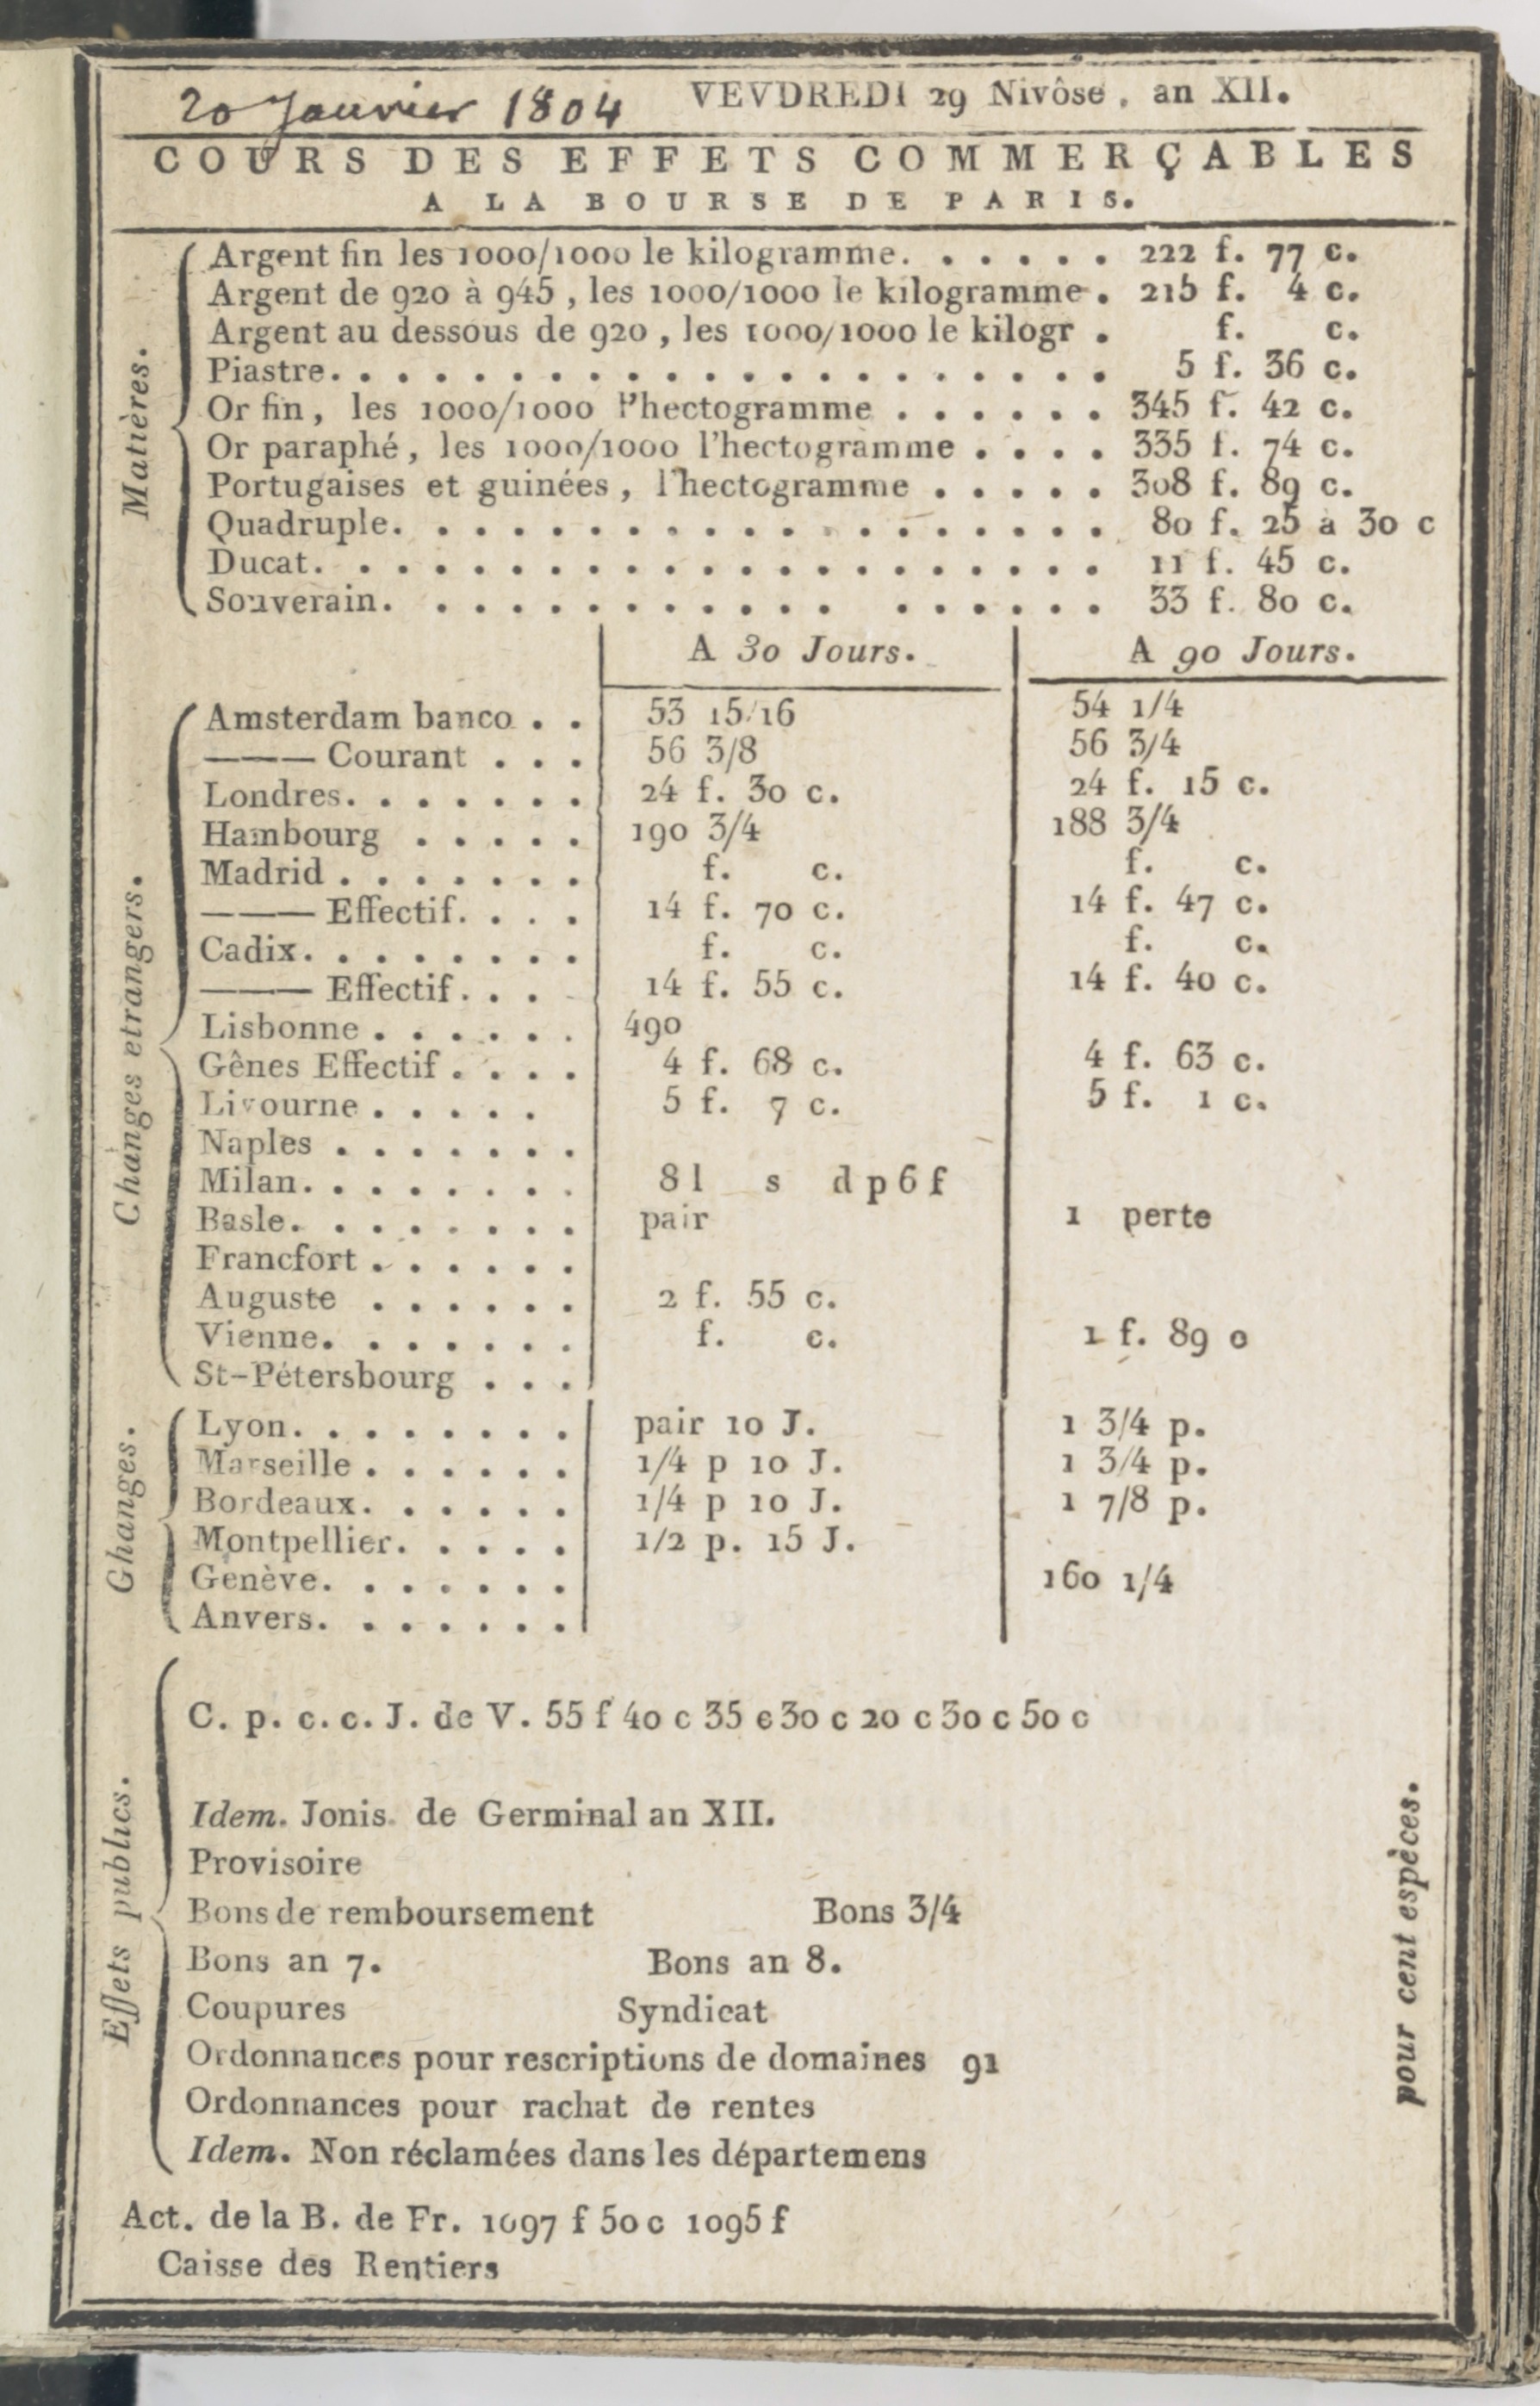 20 Janvier 1804 VEVDREDI 29 Nivôse, an XII.
COURS DES EFFETS COMMERÇABLES
A LA BOURSE DE PARIS.
Matières.
Argent fin les 1000/1000 le kilogramme. . . . . . 222 f. 77 c.
Argent de 920 à 945, les 1000/1000 le kilogramme. 215 f. 4 c.
Argent au dessous de 920, les 1000/1000 le kilogr . f. c.
Piastre. . . . . . . . . . . . . . . . . . . . 5 f. 36 c.
Or fin, les 1000/1000 l'hectogramme . . . . . . 345 f. 42 c.
Or paraphé, les 1000/1000 l'hectogramme . . . . 335 f. 74 c.
Portugaises et guinées, l'hectogramme . . . . . 308 f. 89 c.
Quadruple. . . . . . . . . . . . . . . . . . 80 f. 25 à 30 c
Ducat. . . . . . . . . . . . . . . . . . . . 11 f. 45 c.
Souverain. . . . . . . . . . . . . . . . . . 33 f. 80 c.
A 30 Jours. A 90 Jours.
Changes etrangers.
Amsterdam banco . . 53 15/16 54 1/4
——— Courant . . . 56 3/8 56 3/4
Londres. . . . . . . 24 f. 30 c. 24 f. 15 c.
Hambourg . . . . . 190 3/4 188 3/4
Madrid . . . . . . . f. c. f. c.
——— Effectif. . . . 14 f. 70 c. 14 f. 47 c.
Cadix. . . . . . . . f. c. f. c.
——— Effectif. . . 14 f. 55 c. 14 f. 40 c.
Lisbonne . . . . . . 490
Gênes Effectif . . . . 4 f. 68 c. 4 f. 63 c.
Livourne . . . . . 5 f. 7 c. 5 f. 1 c.
Naples . . . . . . .
Milan. . . . . . . . 8 l s d p 6 f
Basle. . . . . . . . pair 1 perte
Francfort . . . . . .
Auguste . . . . . . 2 f. 55 c.
Vienne. . . . . . . f. c. 1 f. 89 c
St-Pétersbourg . . .
Ghanges.
Lyon. . . . . . . . pair 10 J. 1 3/4 p.
Marseille . . . . . . 1/4 p 10 J. 1 3/4 p.
Bordeaux. . . . . . 1/4 p 10 J. 1 7/8 p.
Montpellier. . . . . 1/2 p. 15 J.
Genève. . . . . . . 160 1/4
Anvers. . . . . . .
Effets publics.
C. p. c. c. J. de V. 55 f 40 c 35 c 30 c 20 c 30 c 50 c
Idem. Jonis. de Germinal an XII.
Provisoire
Bons de remboursement Bons 3/4
Bons an 7. Bons an 8.
Coupures Syndicat
Ordonnances pour rescriptions de domaines 91
Ordonnances pour rachat de rentes
Idem. Non réclamées dans les départemens
pour cent espèces.
Act. de la B. de Fr. 1097 f 50 c 1095 f
Caisse des Rentiers